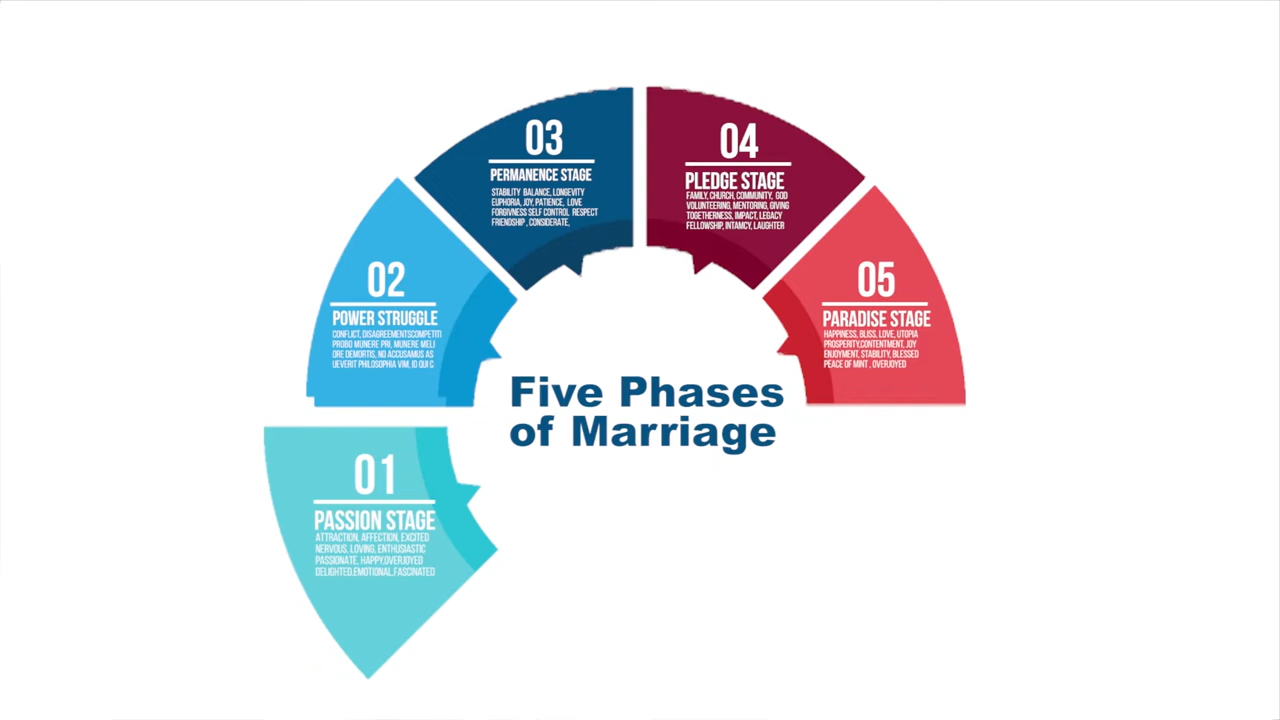 01
PASSION STAGE
ATTRACTION, AFFECTION, EXCITED
NERVOUS, LOVING, ENTHUSIASTIC
PASSIONATE, HAPPY,OVERJOYED
DELIGHTED,EMOTIONAL,FASCINATED
02
POWER STRUGGLE
CONFLICT, DISAGREEMENTSCOMPETITI
PROBO MUNERE PRI, MUNERE MELI
ORE DEMORTIS, NO ACCUSAMUS AS
UEVERIT PHILOSOPHIA VIM, ID QUI C
03
PERMANENCE STAGE
STABILITY BALANCE, LONGEVITY
EUPHORIA, JOY, PATIENCE, LOVE
FORGIVNESS SELF CONTROL RESPECT
FRIENDSHIP , CONSIDERATE,
04
PLEDGE STAGE
FAMILY, CHURCH, COMMUNITY, GOD
VOLUNTEERING, MENTORING, GIVING
TOGETHERNESS, IMPACT, LEGACY
FELLOWSHIP, INTAMCY, LAUGHTER
05
PARADISE STAGE
HAPPINESS, BLISS, LOVE, UTOPIA
PROSPERITY,CONTENTMENT, JOY
ENJOYMENT, STABILITY, BLESSED
PEACE OF MINT , OVERJOYED
Five Phases
of Marriage